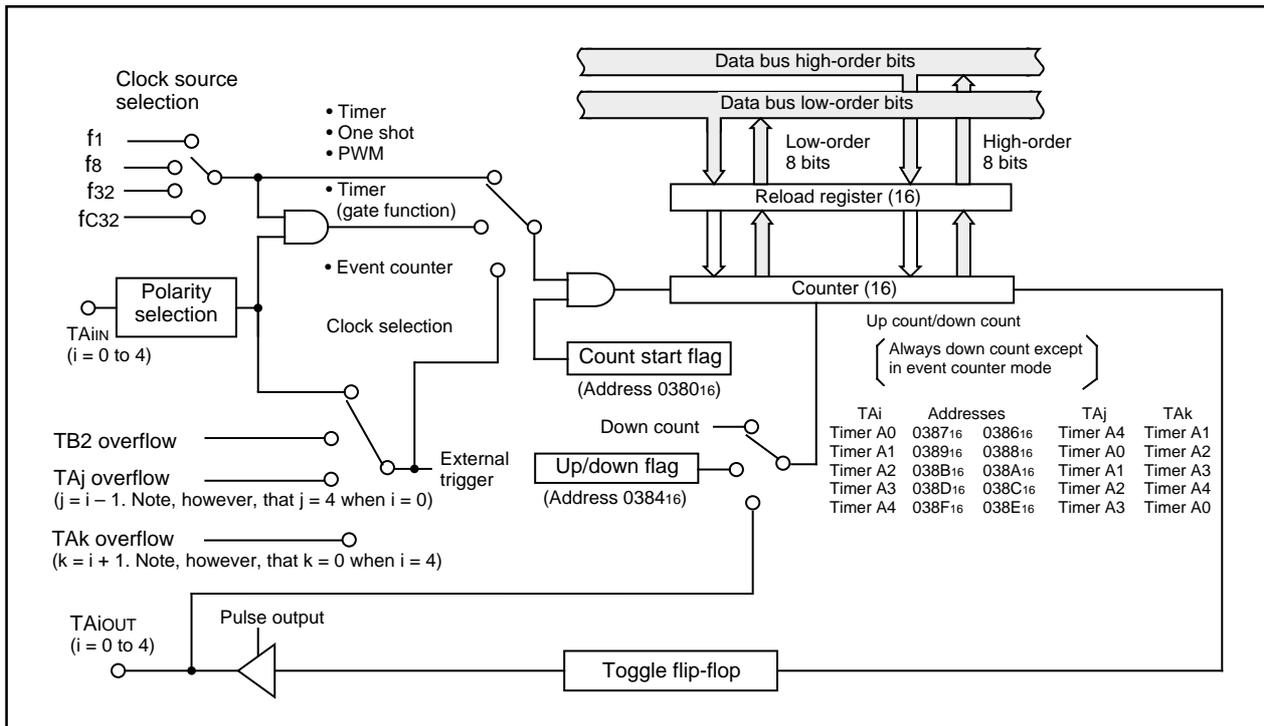 Clock source
selection
f1
f8
f32
fC32
• Timer
• One shot
• PWM
• Timer
(gate function)
• Event counter
Clock selection
Polarity
selection
TAiIN
(i = 0 to 4)
TB2 overflow
TAj overflow
(j = i – 1. Note, however, that j = 4 when i = 0)
TAk overflow
(k = i + 1. Note, however, that k = 0 when i = 4)
External
trigger
Data bus high-order bits
Data bus low-order bits
Low-order
8 bits
High-order
8 bits
Reload register (16)
Counter (16)
Up count/down count
Always down count except
in event counter mode
Count start flag
(Address 038016)
Down count
Up/down flag
(Address 038416)
TAi Addresses TAj TAk
Timer A0 038716 038616 Timer A4 Timer A1
Timer A1 038916 038816 Timer A0 Timer A2
Timer A2 038B16 038A16 Timer A1 Timer A3
Timer A3 038D16 038C16 Timer A2 Timer A4
Timer A4 038F16 038E16 Timer A3 Timer A0
TAiOUT
(i = 0 to 4)
Pulse output
Toggle flip-flop